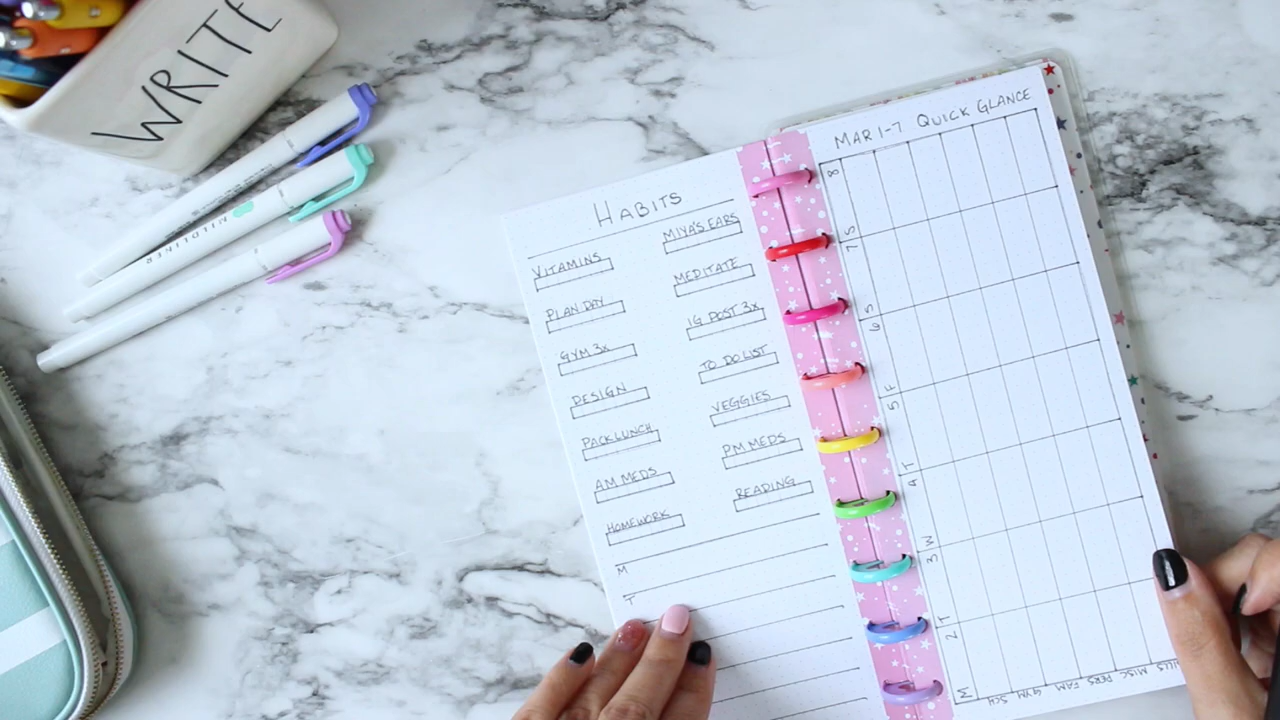 WRITE
MILDLINER
HABITS
VITAMINS
PLAN DAY
GYM 3x
DESIGN
PACK LUNCH
AM MEDS
HOMEWORK
MIYA'S EARS
MEDITATE
IG POST 3x
TO DO LIST
VEGGIES
PM MEDS
READING
M
T
MAR 1-7 QUICK GLANCE
8
7 S
6 S
5 F
4 T
3 W
2 T
M
SCH
GYM
FAM
PERS
MISC